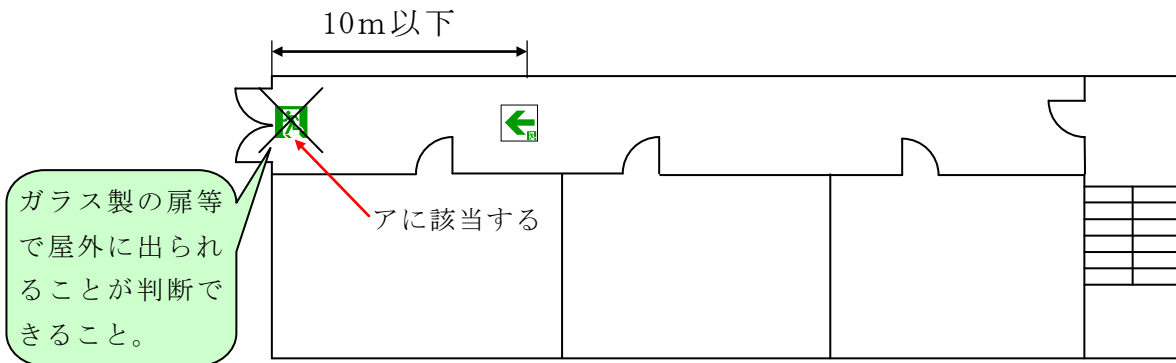 10m以下
アに該当する
ガラス製の扉等
で屋外に出られ
ることが判断で
きること。